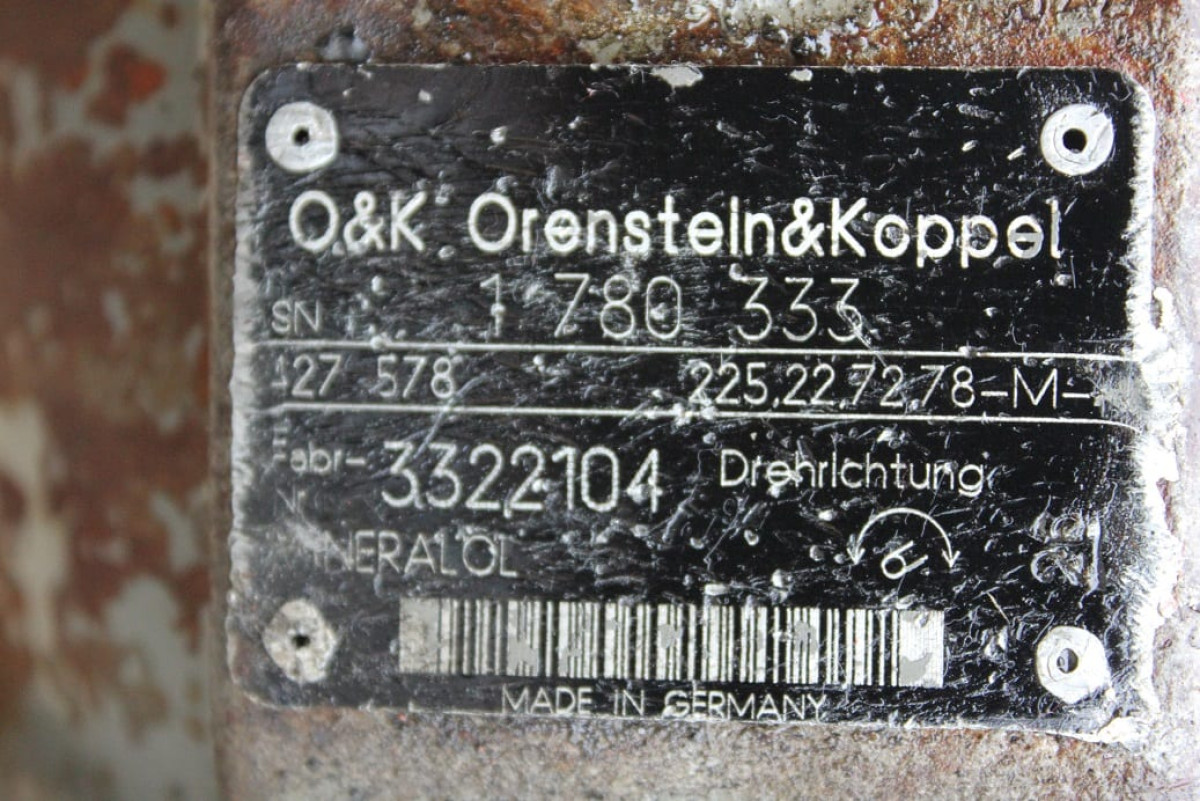 O&K Orenstein&Koppel
SN 1 780 333
427 578 225.22.72.78-M-
Fabr- 3322104 Drehrichtung
Nr.
MINERALÖL
MADE IN GERMANY